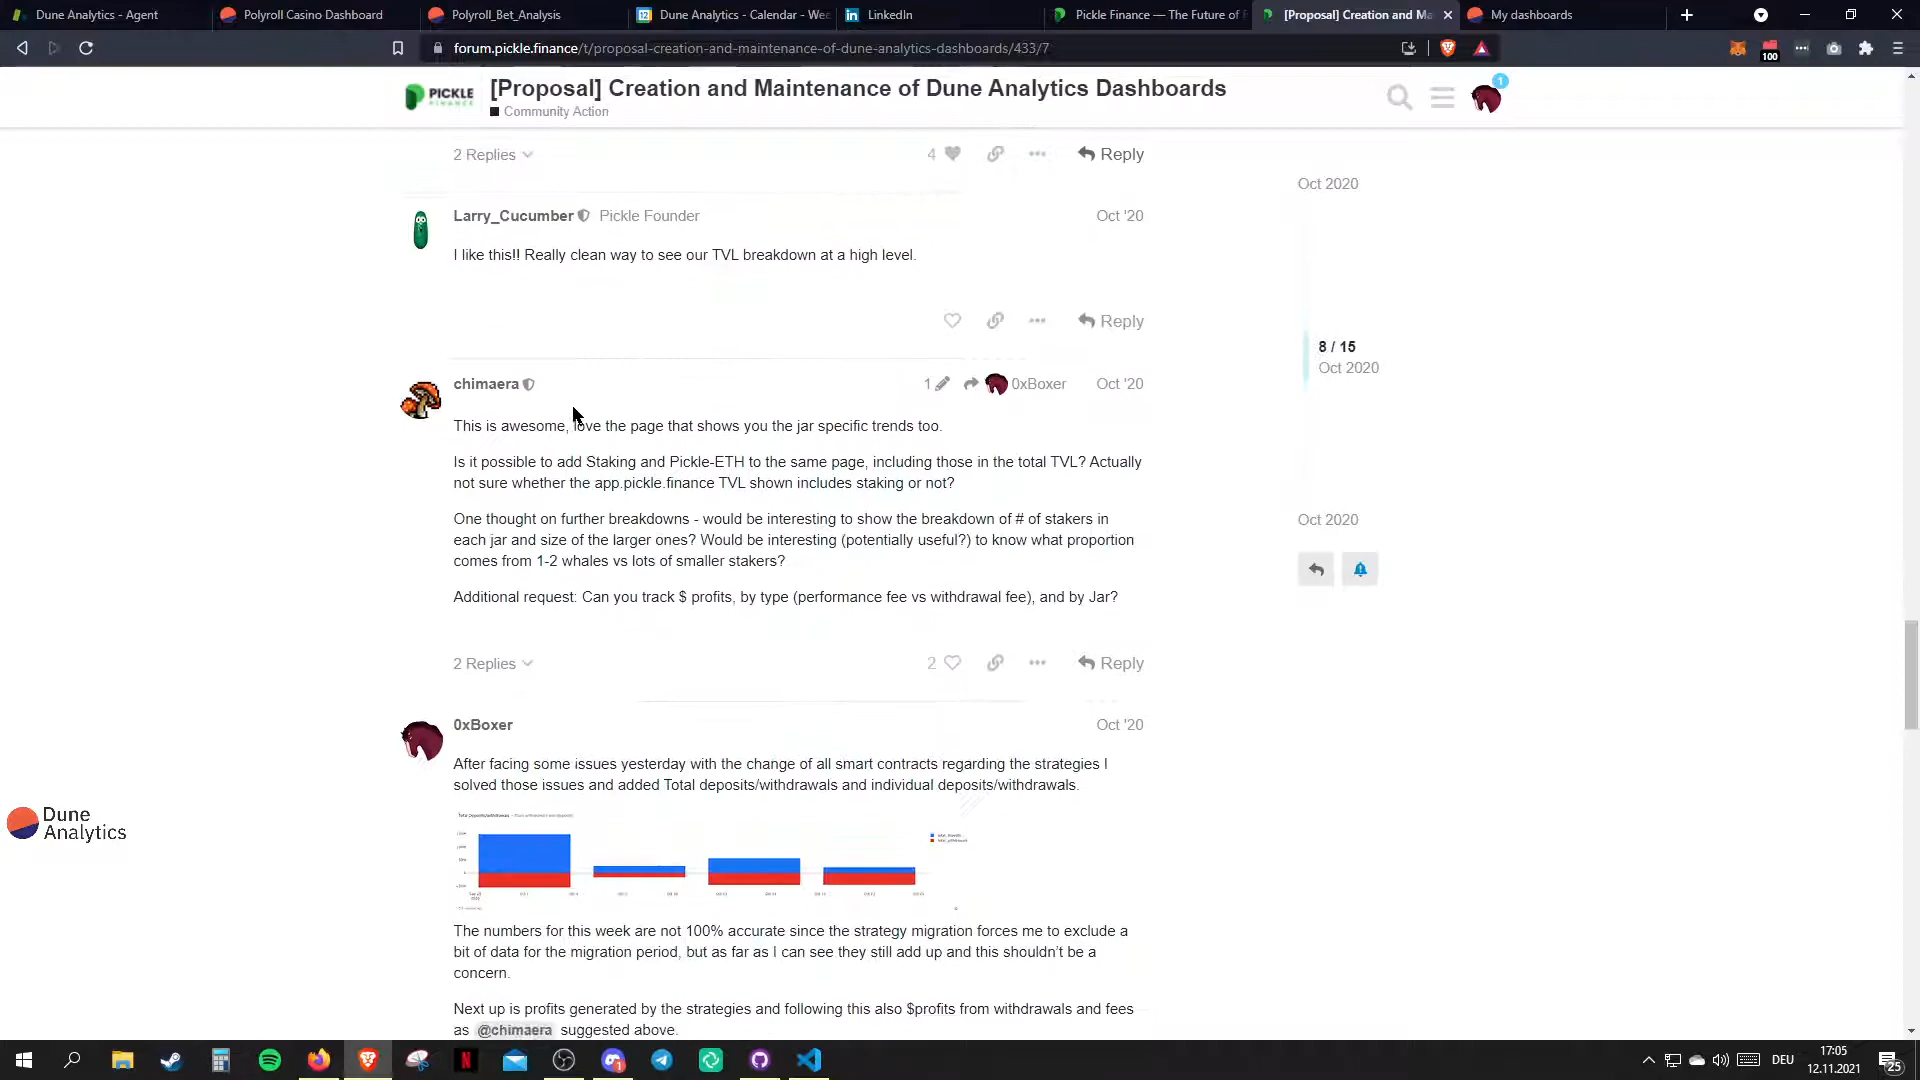 Dune Analytics - Agent
Polyroll Casino Dashboard
Polyroll_Bet_Analysis
Dune Analytics - Calendar - We
LinkedIn
Pickle Finance — The Future of F
[Proposal] Creation and Ma
My dashboards
forum.pickle.finance/t/proposal-creation-and-maintenance-of-dune-analytics-dashboards/433/7
100
PICKLE
FINANCE
[Proposal] Creation and Maintenance of Dune Analytics Dashboards
Community Action
1
2 Replies
4
Reply
Oct 2020
Larry_Cucumber
Pickle Founder
Oct '20
I like this!! Really clean way to see our TVL breakdown at a high level.
Reply
8 / 15
Oct 2020
chimaera
1
0xBoxer
Oct '20
This is awesome, love the page that shows you the jar specific trends too.
Is it possible to add Staking and Pickle-ETH to the same page, including those in the total TVL? Actually
not sure whether the app.pickle.finance TVL shown includes staking or not?
One thought on further breakdowns - would be interesting to show the breakdown of # of stakers in
each jar and size of the larger ones? Would be interesting (potentially useful?) to know what proportion
comes from 1-2 whales vs lots of smaller stakers?
Oct 2020
Additional request: Can you track $ profits, by type (performance fee vs withdrawal fee), and by Jar?
2 Replies
2
Reply
0xBoxer
Oct '20
After facing some issues yesterday with the change of all smart contracts regarding the strategies I
solved those issues and added Total deposits/withdrawals and individual deposits/withdrawals.
Dune
Analytics
The numbers for this week are not 100% accurate since the strategy migration forces me to exclude a
bit of data for the migration period, but as far as I can see they still add up and this shouldn't be a
concern.
Next up is profits generated by the strategies and following this also $profits from withdrawals and fees
as @chimaera suggested above.
1
DEU
17:05
12.11.2021
25